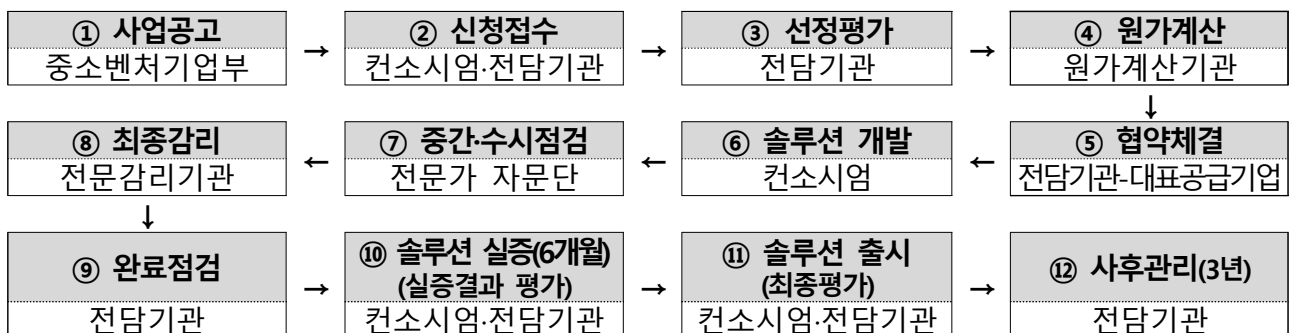 ① 사업공고
중소벤처기업부
→
② 신청접수
컨소시엄·전담기관
→
③ 선정평가
전담기관
→
④ 원가계산
원가계산기관
↓
⑤ 협약체결
전담기관-대표공급기업
←
⑥ 솔루션 개발
컨소시엄
←
⑦ 중간·수시점검
전문가 자문단
←
⑧ 최종감리
전문감리기관
↓
⑨ 완료점검
전담기관
→
⑩ 솔루션 실증(6개월)
(실증결과 평가)
컨소시엄·전담기관
→
⑪ 솔루션 출시
(최종평가)
컨소시엄·전담기관
→
⑫ 사후관리(3년)
전담기관